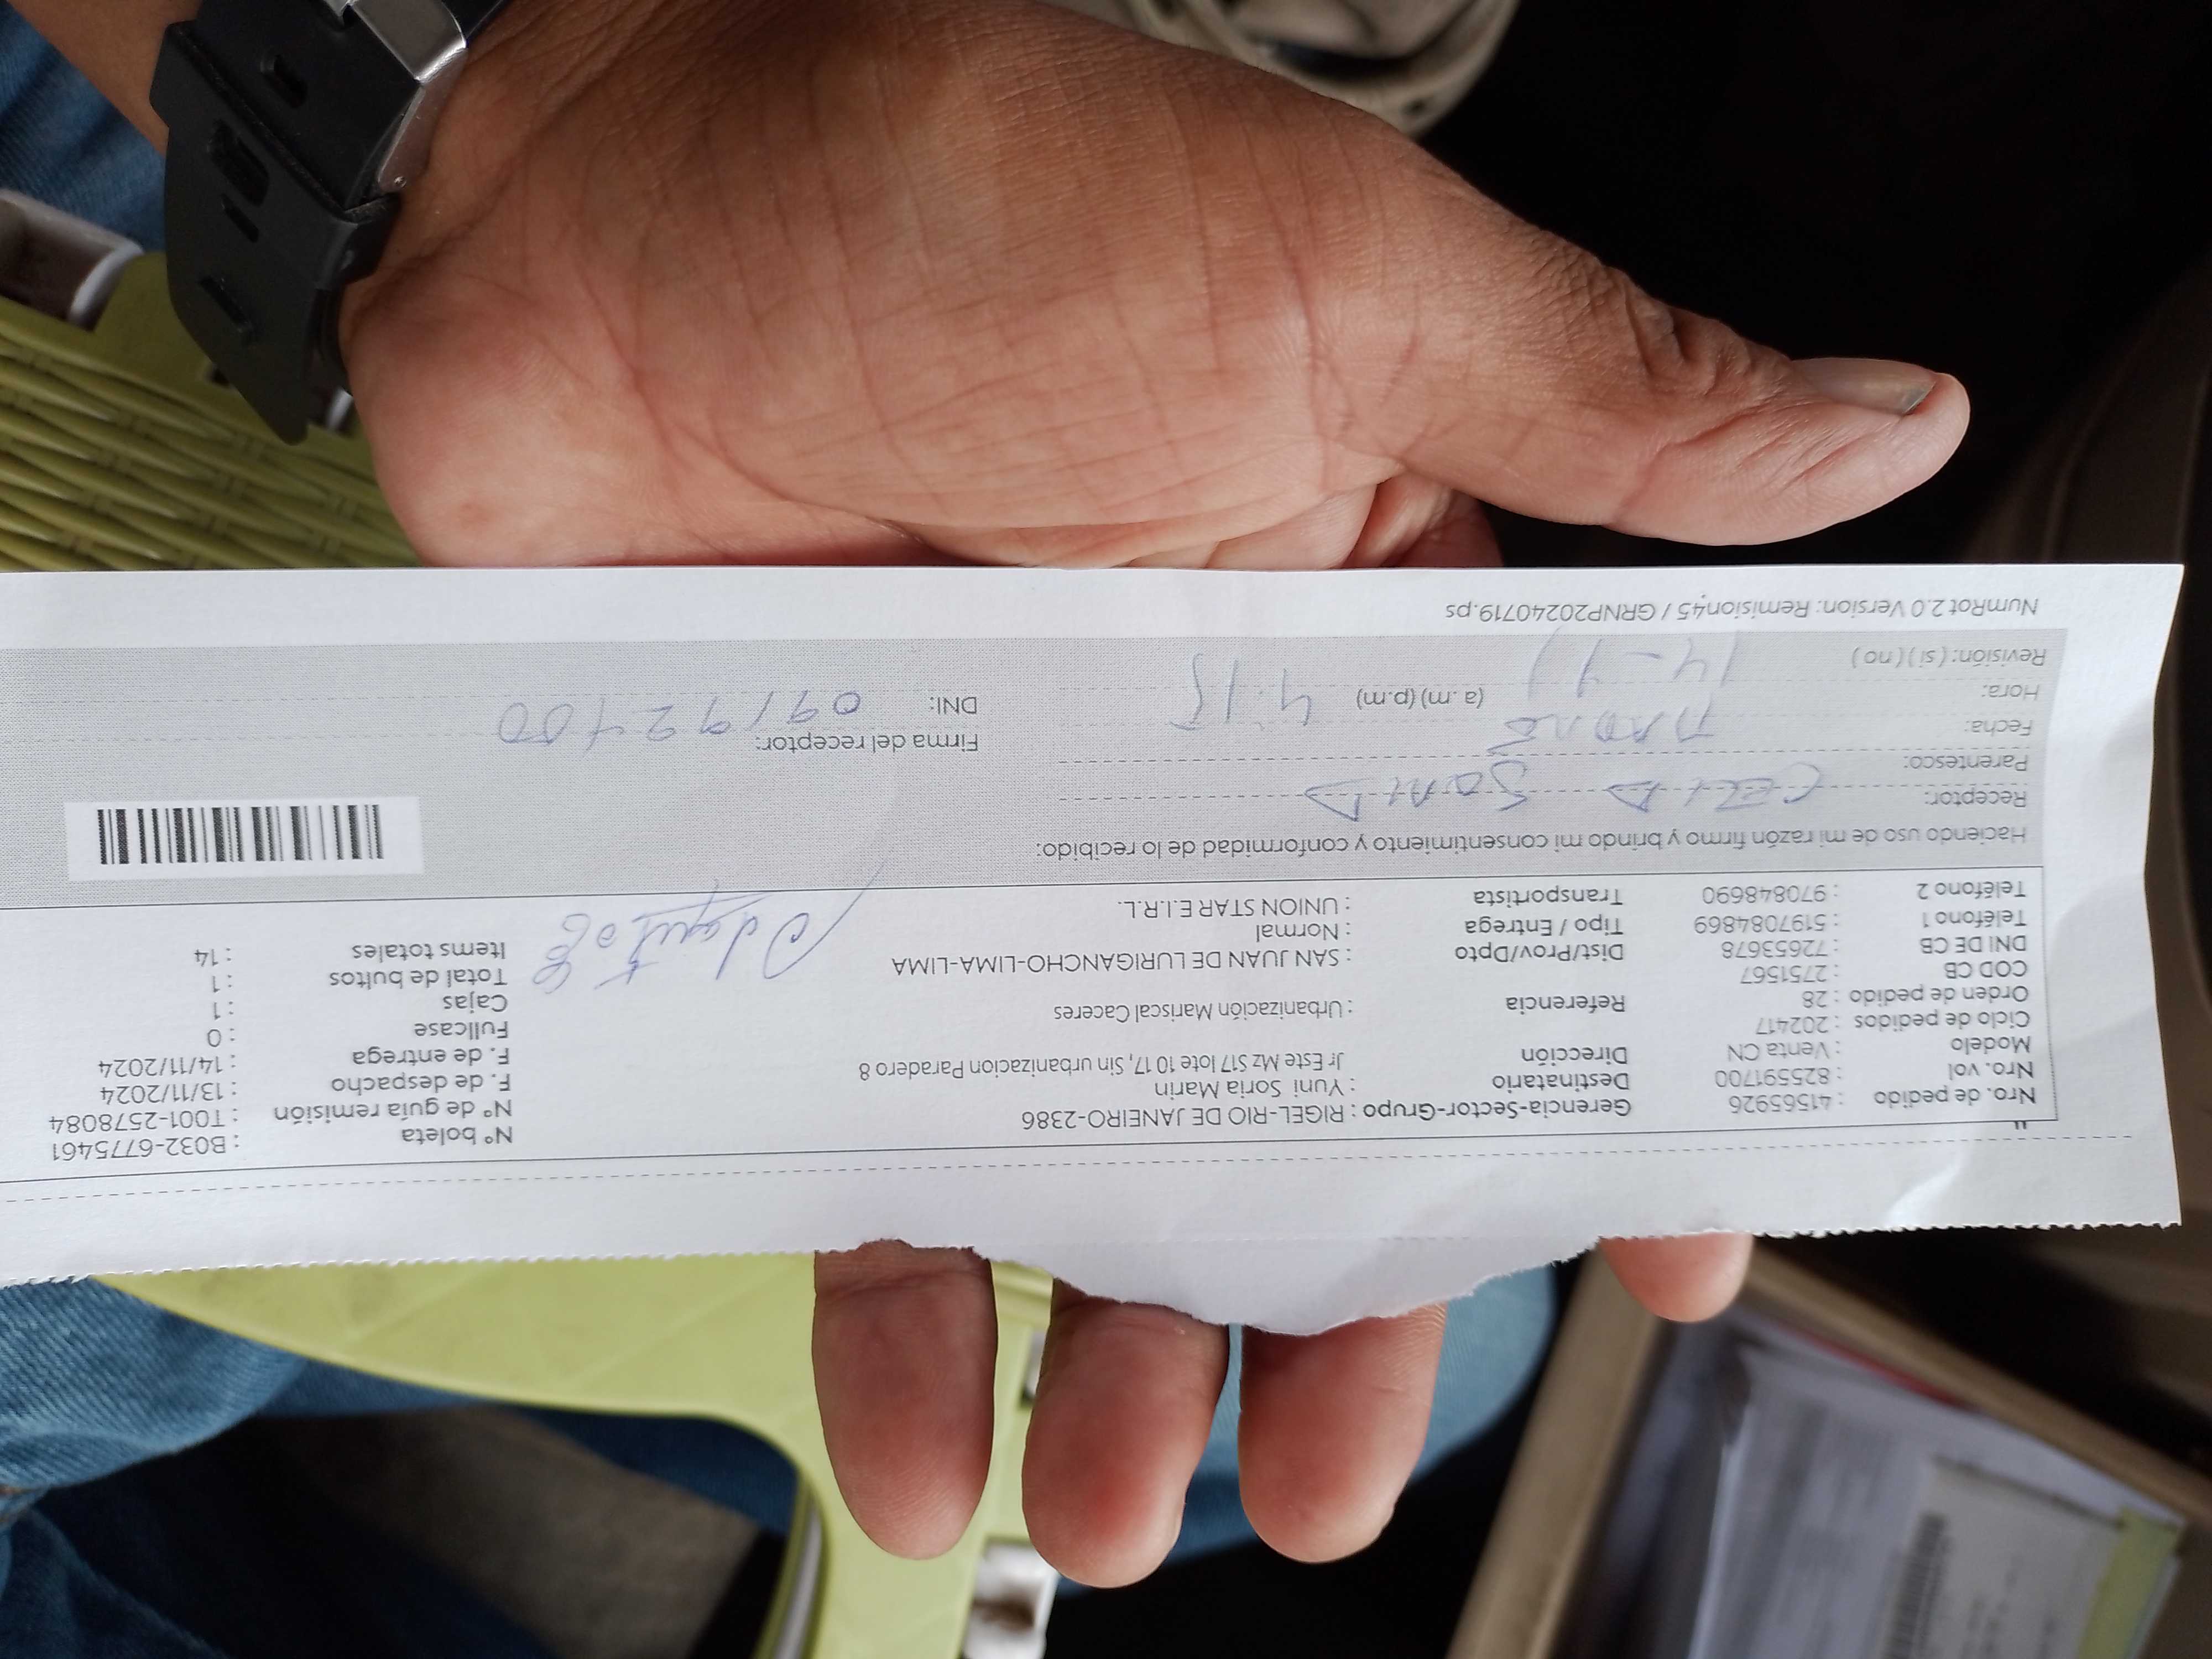 Nro. de pedido : 41565926 Gerencia-Sector-Grupo : RIGEL-RIO DE JANEIRO-2386 N° boleta : B032-6775461
Nro. vol : 825591700 Destinatario : Yuni Soria Marin N° de guía remisión : T001-2578084
Modelo : Venta CN Dirección Jr Este Mz S17 lote 10 17, Sin urbanizacion Paradero 8 F. de despacho : 13/11/2024
Ciclo de pedidos : 202417 F. de entrega : 14/11/2024
Orden de pedido : 28 Referencia : Urbanización Mariscal Caceres Fullcase : 0
COD CB : 2751567 Cajas : 1
DNI DE CB : 72653678 Dist/Prov/Dpto : SAN JUAN DE LURIGANCHO-LIMA-LIMA Total de bultos : 1
Teléfono 1 : 5197084869 Tipo / Entrega : Normal Items totales : 14
Teléfono 2 : 970848690 Transportista : UNION STAR E.I.R.L.
Haciendo uso de mi razón firmo y brindo mi consentimiento y conformidad de lo recibido:
Receptor:
Parentesco:
Fecha: Firma del receptor:
Hora: (a.m) (p.m) 4:15 DNI:
Revisión: ( si ) ( no )
NumRot 2.0 Version: Remision45 / GRNP20240719.ps